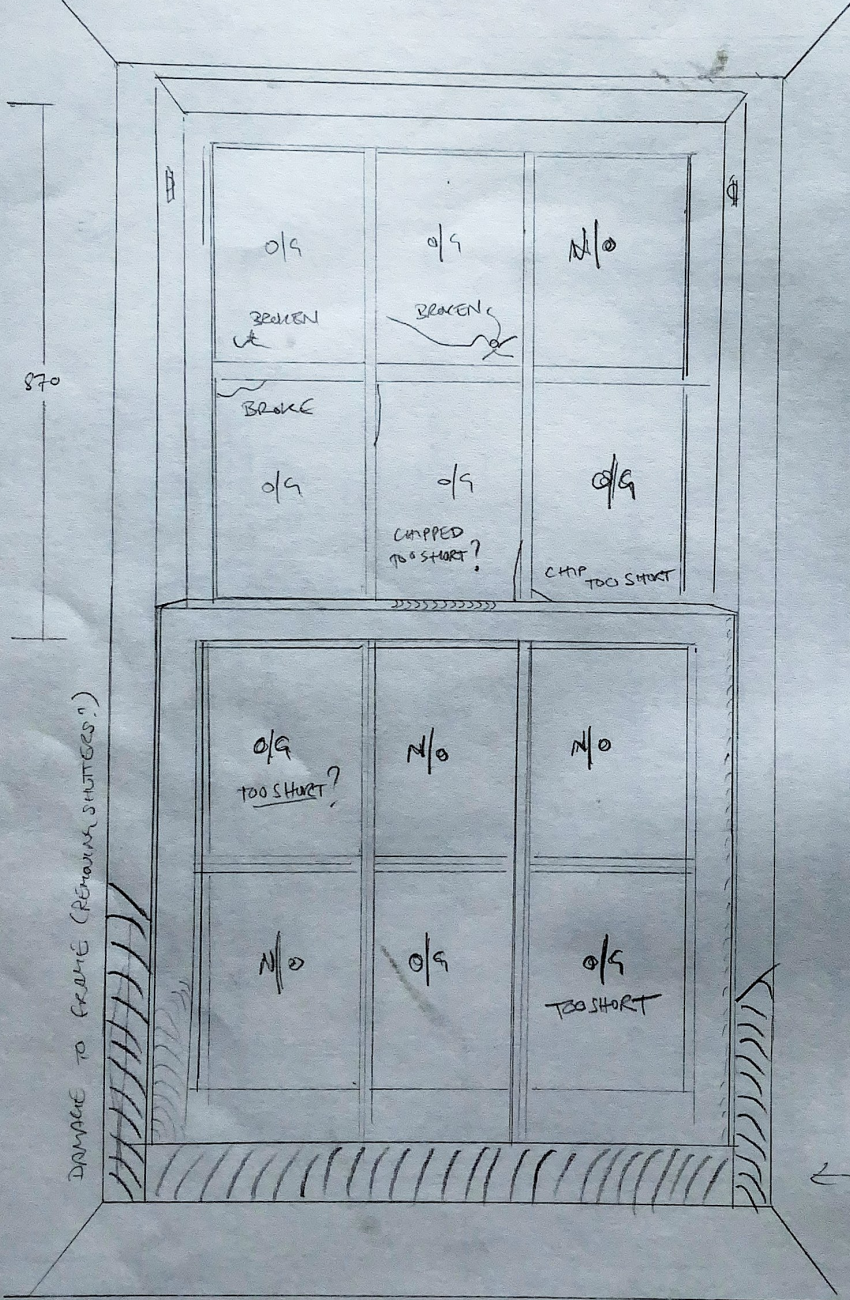 O/G
O/G
N/O
BROKEN
BROKEN
870
BROKE
O/G
O/G
O/G
CHIPPED
TOO SHORT?
CHIP
TOO SHORT
O/G
N/O
N/O
TOO SHORT?
N/O
O/G
O/G
TOO SHORT
DAMAGE TO FRAME (REMOVING SHUTTERS?)